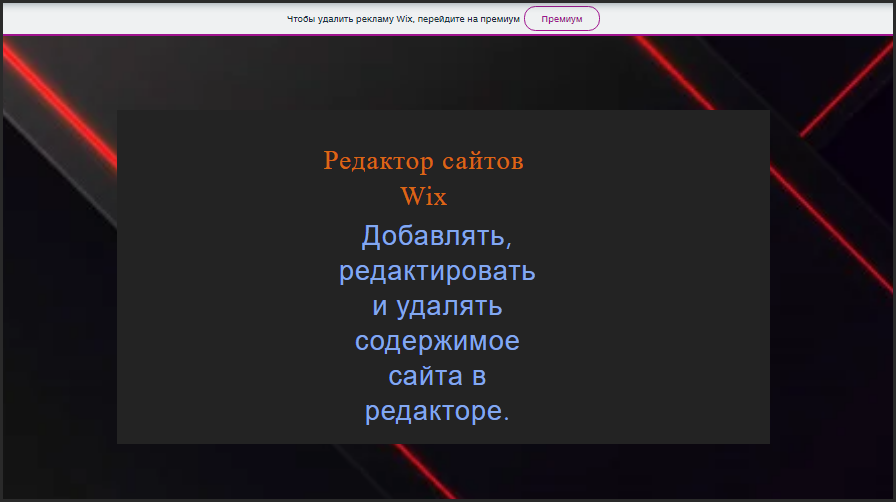 Чтобы удалить рекламу Wix, перейдите на премиум Премиум
Редактор сайтов
Wix
Добавлять,
редактировать
и удалять
содержимое
сайта в
редакторе.